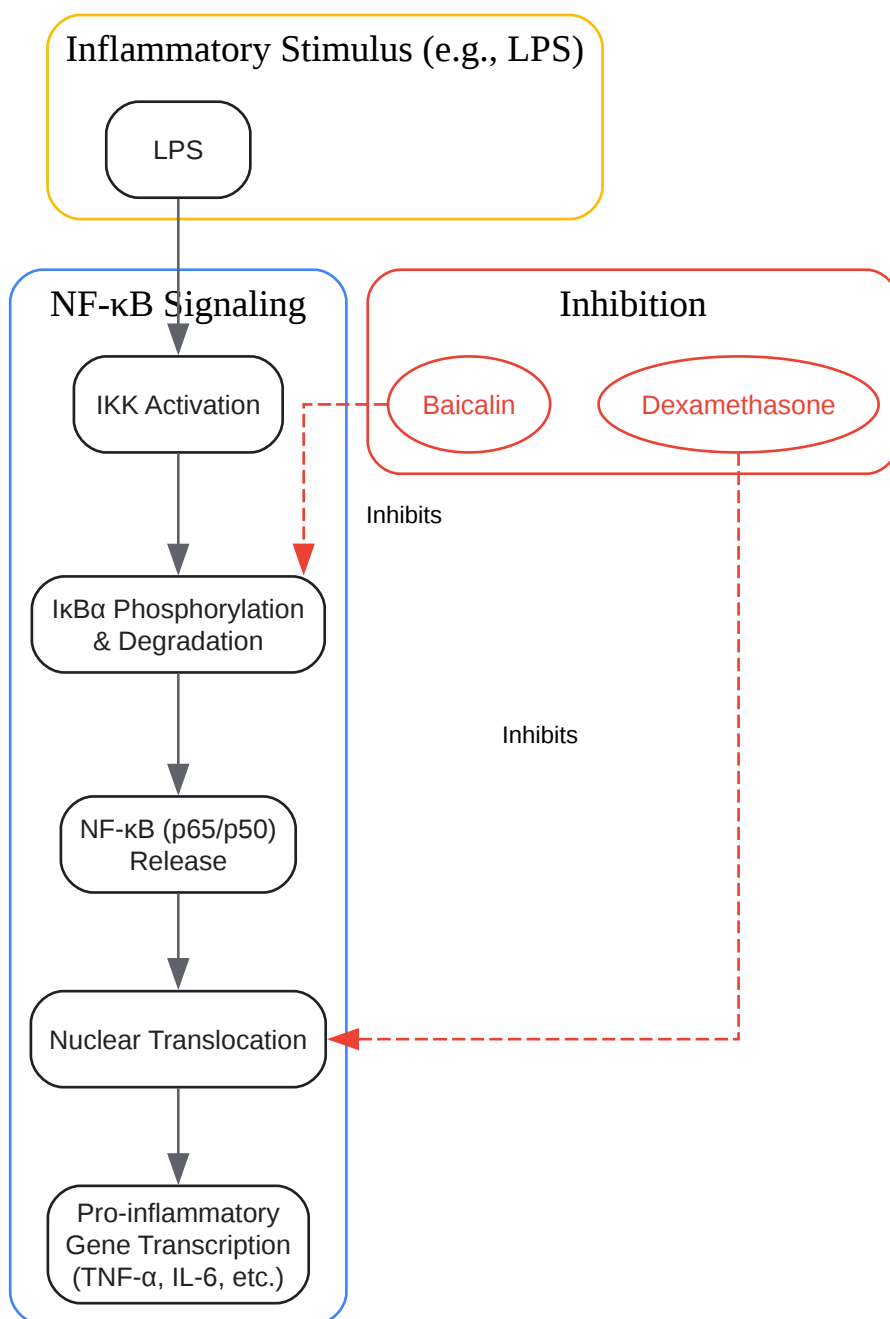 Inflammatory Stimulus (e.g., LPS)
LPS
NF-κB Signaling
Inhibition
IKK Activation
Baicalin
Dexamethasone
Inhibits
IκBα Phosphorylation
& Degradation
Inhibits
NF-κB (p65/p50)
Release
Nuclear Translocation
Pro-inflammatory
Gene Transcription
(TNF-α, IL-6, etc.)